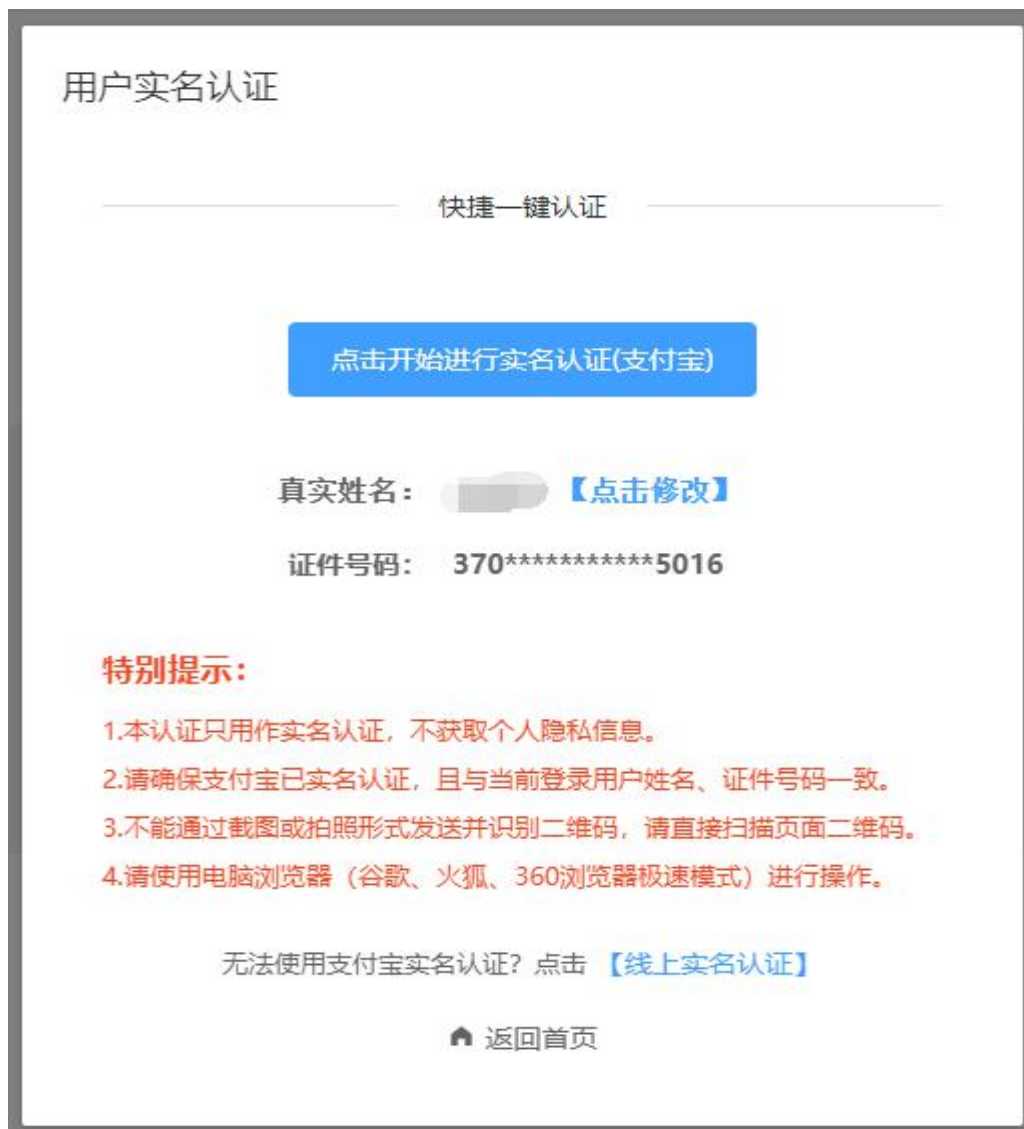 用户实名认证
快捷一键认证
点击开始进行实名认证(支付宝)
真实姓名： 【点击修改】
证件号码： 370***********5016
特别提示：
1.本认证只用作实名认证，不获取个人隐私信息。
2.请确保支付宝已实名认证，且与当前登录用户姓名、证件号码一致。
3.不能通过截图或拍照形式发送并识别二维码，请直接扫描页面二维码。
4.请使用电脑浏览器（谷歌、火狐、360浏览器极速模式）进行操作。
无法使用支付宝实名认证？点击 【线上实名认证】
返回首页